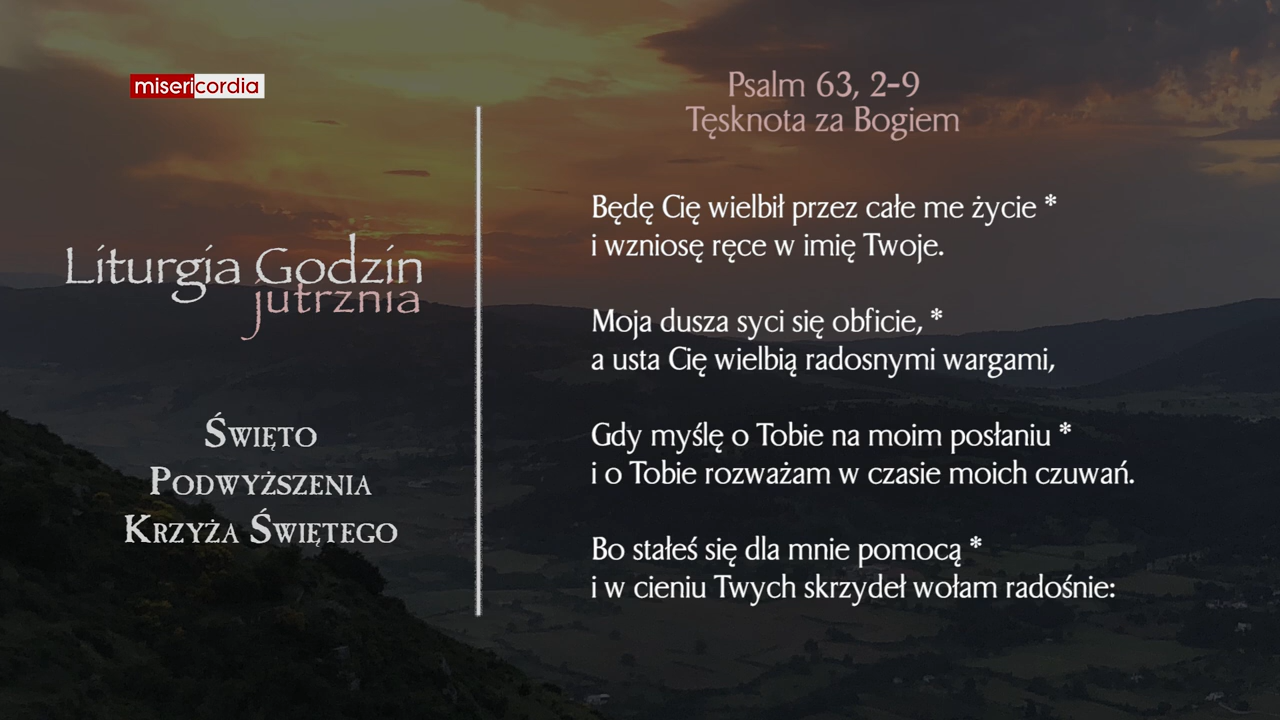 misericordia
Liturgia Godzin
jutrznia
Święto
Podwyższenia
Krzyża Świętego
Psalm 63, 2-9
Tęsknota za Bogiem
Będę Cię wielbił przez całe me życie *
i wzniosę ręce w imię Twoje.
Moja dusza syci się obficie, *
a usta Cię wielbią radosnymi wargami,
Gdy myślę o Tobie na moim posłaniu *
i o Tobie rozważam w czasie moich czuwań.
Bo stałeś się dla mnie pomocą *
i w cieniu Twych skrzydeł wołam radośnie: